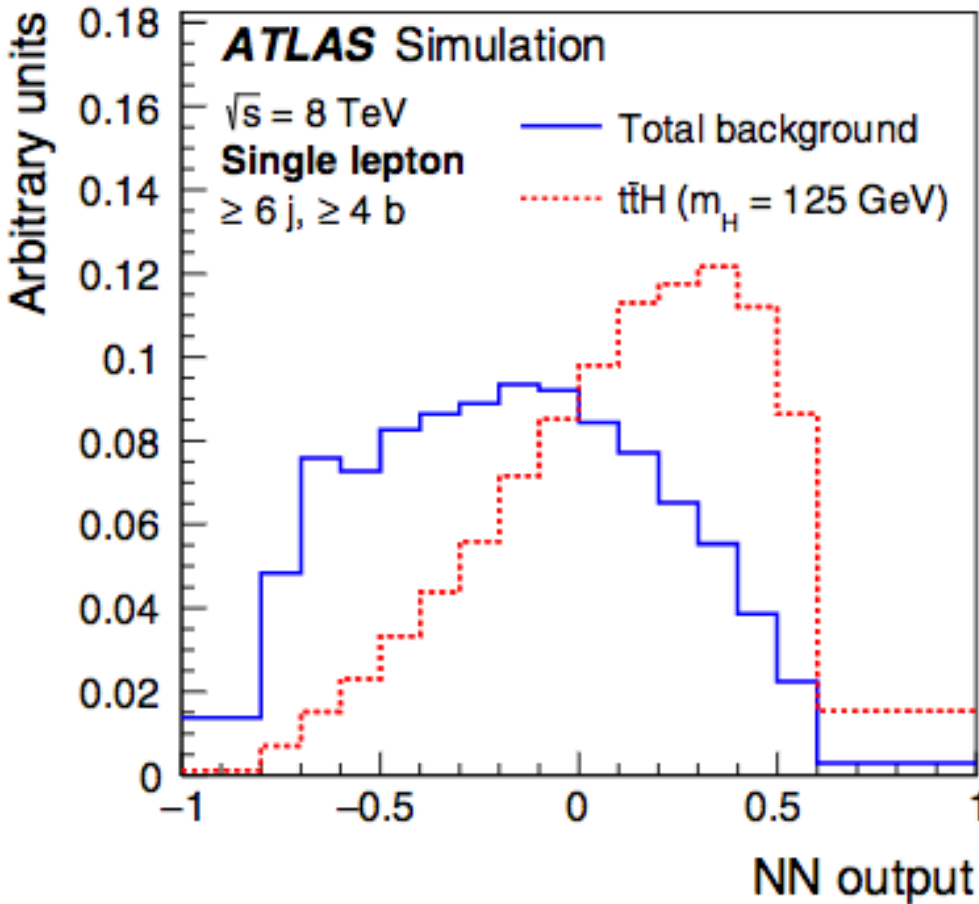 0.18
0.16
0.14
0.12
0.1
0.08
0.06
0.04
0.02
0
Arbitrary units
ATLAS Simulation
√s = 8 TeV
Single lepton
≥ 6 j, ≥ 4 b
Total background
tt̄H (m_H = 125 GeV)
−1 −0.5 0 0.5 1
NN output